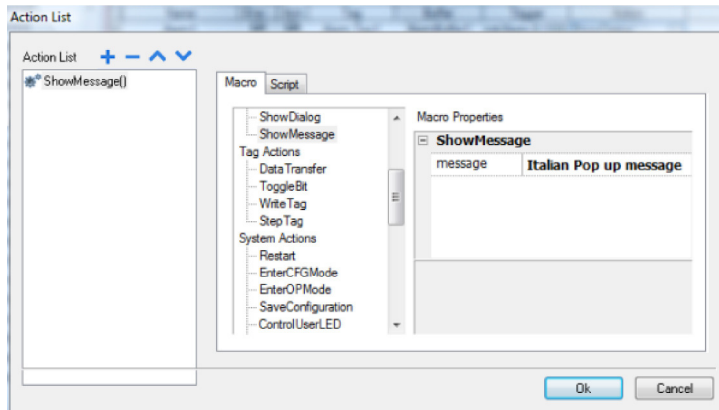 Action List
Action List
ShowMessage()
Macro
Script
ShowDialog
ShowMessage
Tag Actions
DataTransfer
ToggleBit
WriteTag
StepTag
System Actions
Restart
EnterCFGMode
EnterOPMode
SaveConfiguration
ControlUserLED
Macro Properties
ShowMessage
message Italian Pop up message
Ok
Cancel